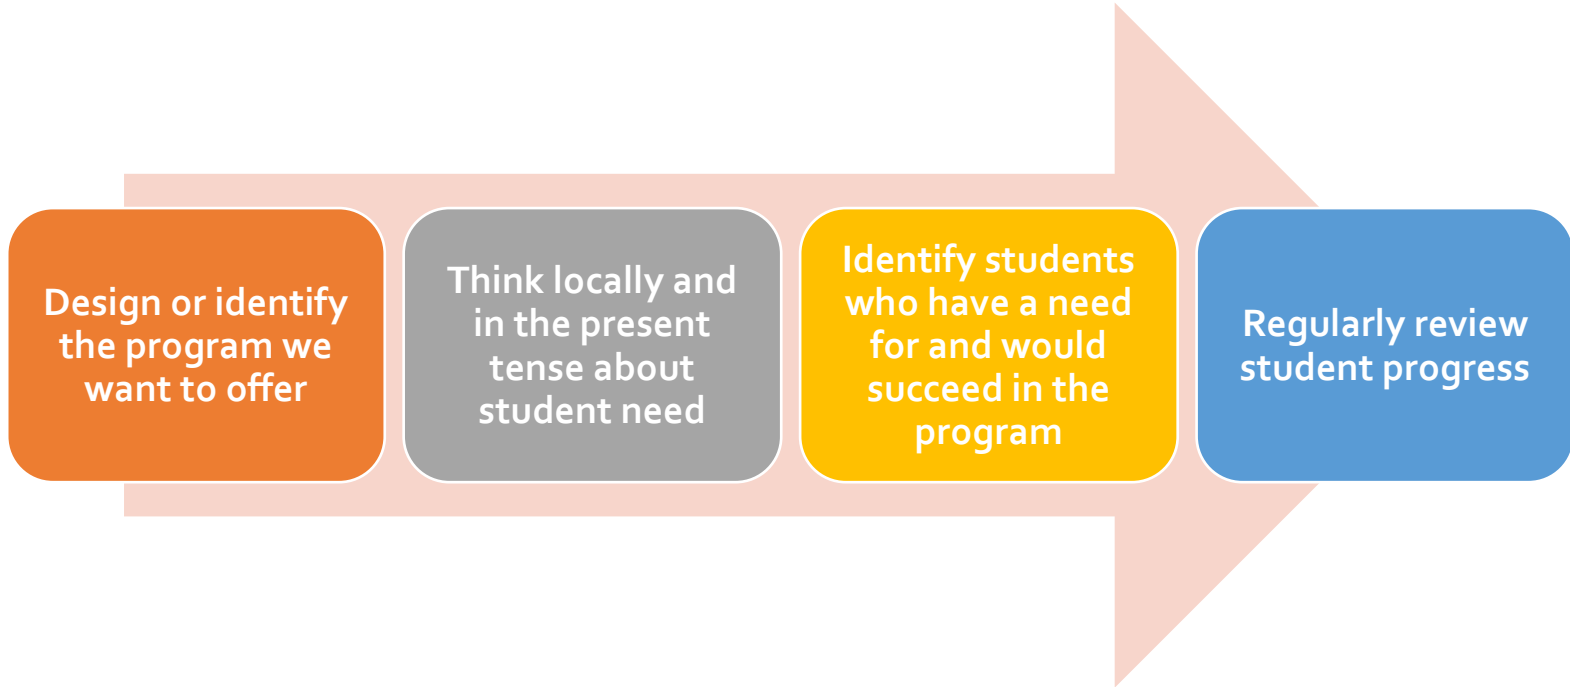 Design or identify
the program we
want to offer
Think locally and
in the present
tense about
student need
Identify students
who have a need
for and would
succeed in the
program
Regularly review
student progress